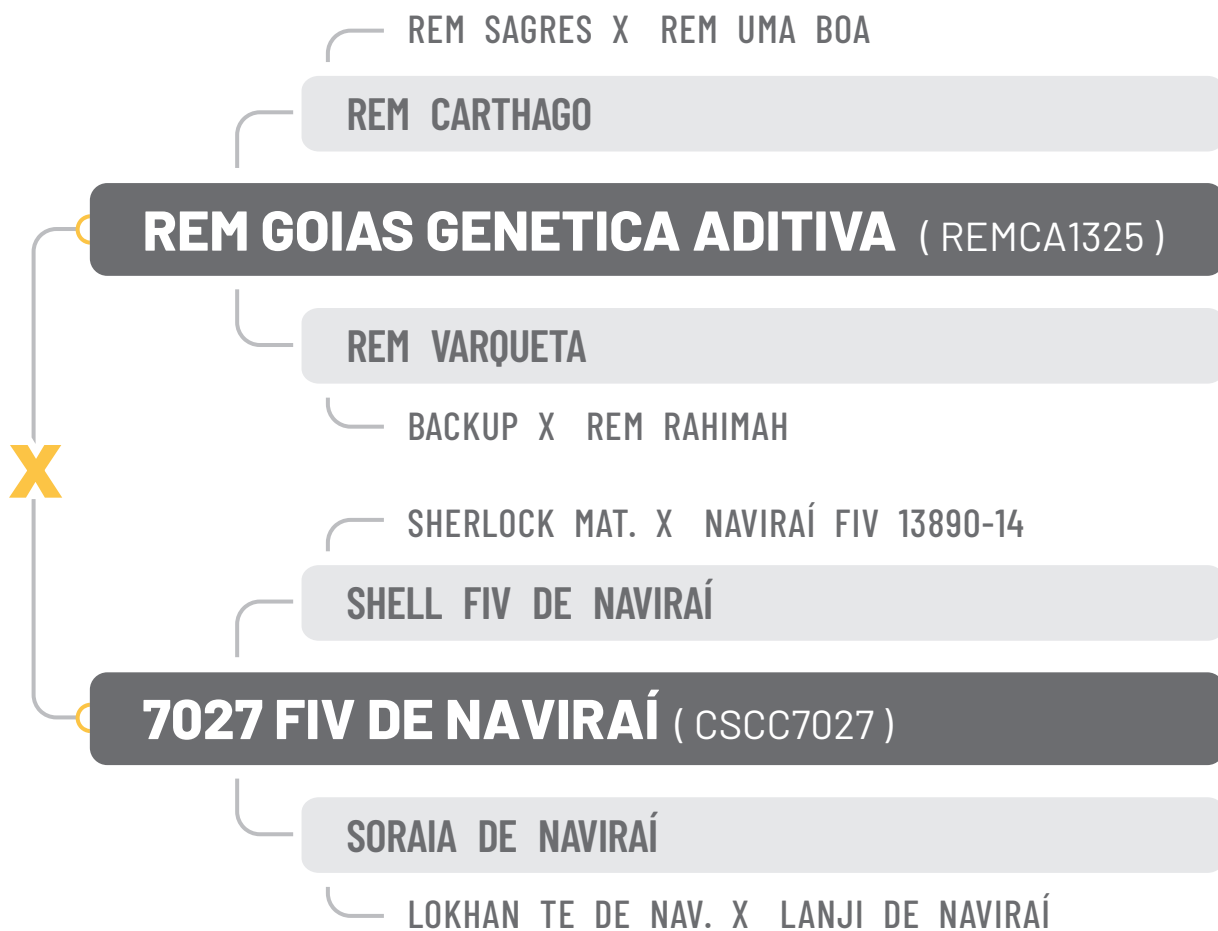 REM SAGRES X REM UMA BOA
REM CARTHAGO
REM GOIAS GENETICA ADITIVA ( REMCA1325 )
REM VARQUETA
BACKUP X REM RAHIMAH
X
SHERLOCK MAT. X NAVIRAÍ FIV 13890-14
SHELL FIV DE NAVIRAÍ
7027 FIV DE NAVIRAÍ ( CSCC7027 )
SORAIA DE NAVIRAÍ
LOKHAN TE DE NAV. X LANJI DE NAVIRAÍ